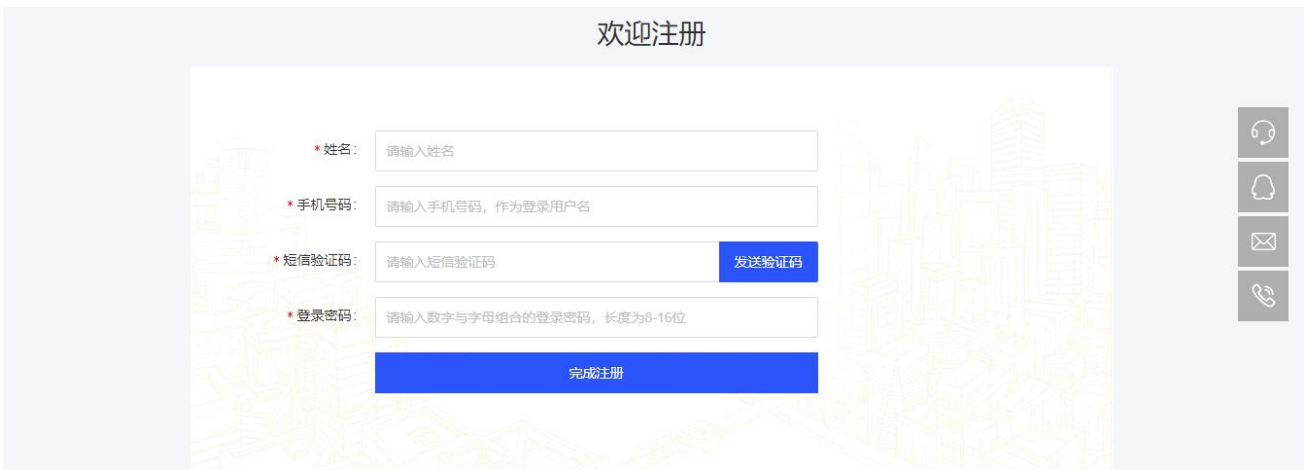 欢迎注册
*姓名: 请输入姓名
*手机号码: 请输入手机号码，作为登录用户名
*短信验证码: 请输入短信验证码 发送验证码
*登录密码: 请输入数字与字母组合的登录密码，长度为8-16位
完成注册